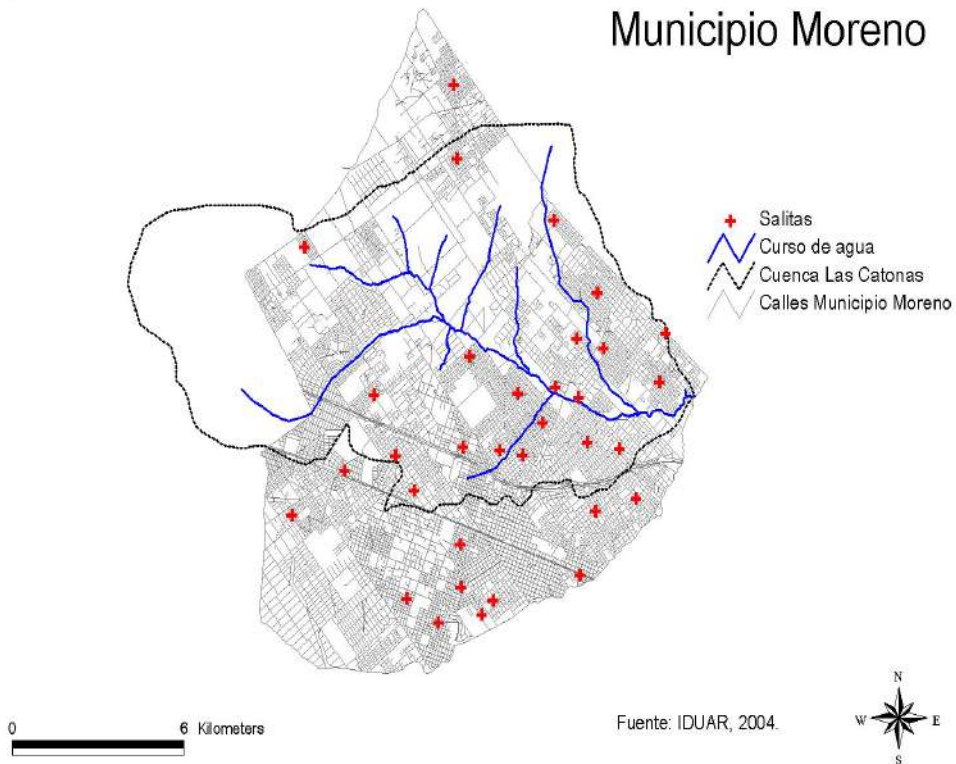 Municipio Moreno
Salitas
Curso de agua
Cuenca Las Catonas
Calles Municipio Moreno
0 6 Kilometers
Fuente: IDUAR, 2004.
N
W E
S